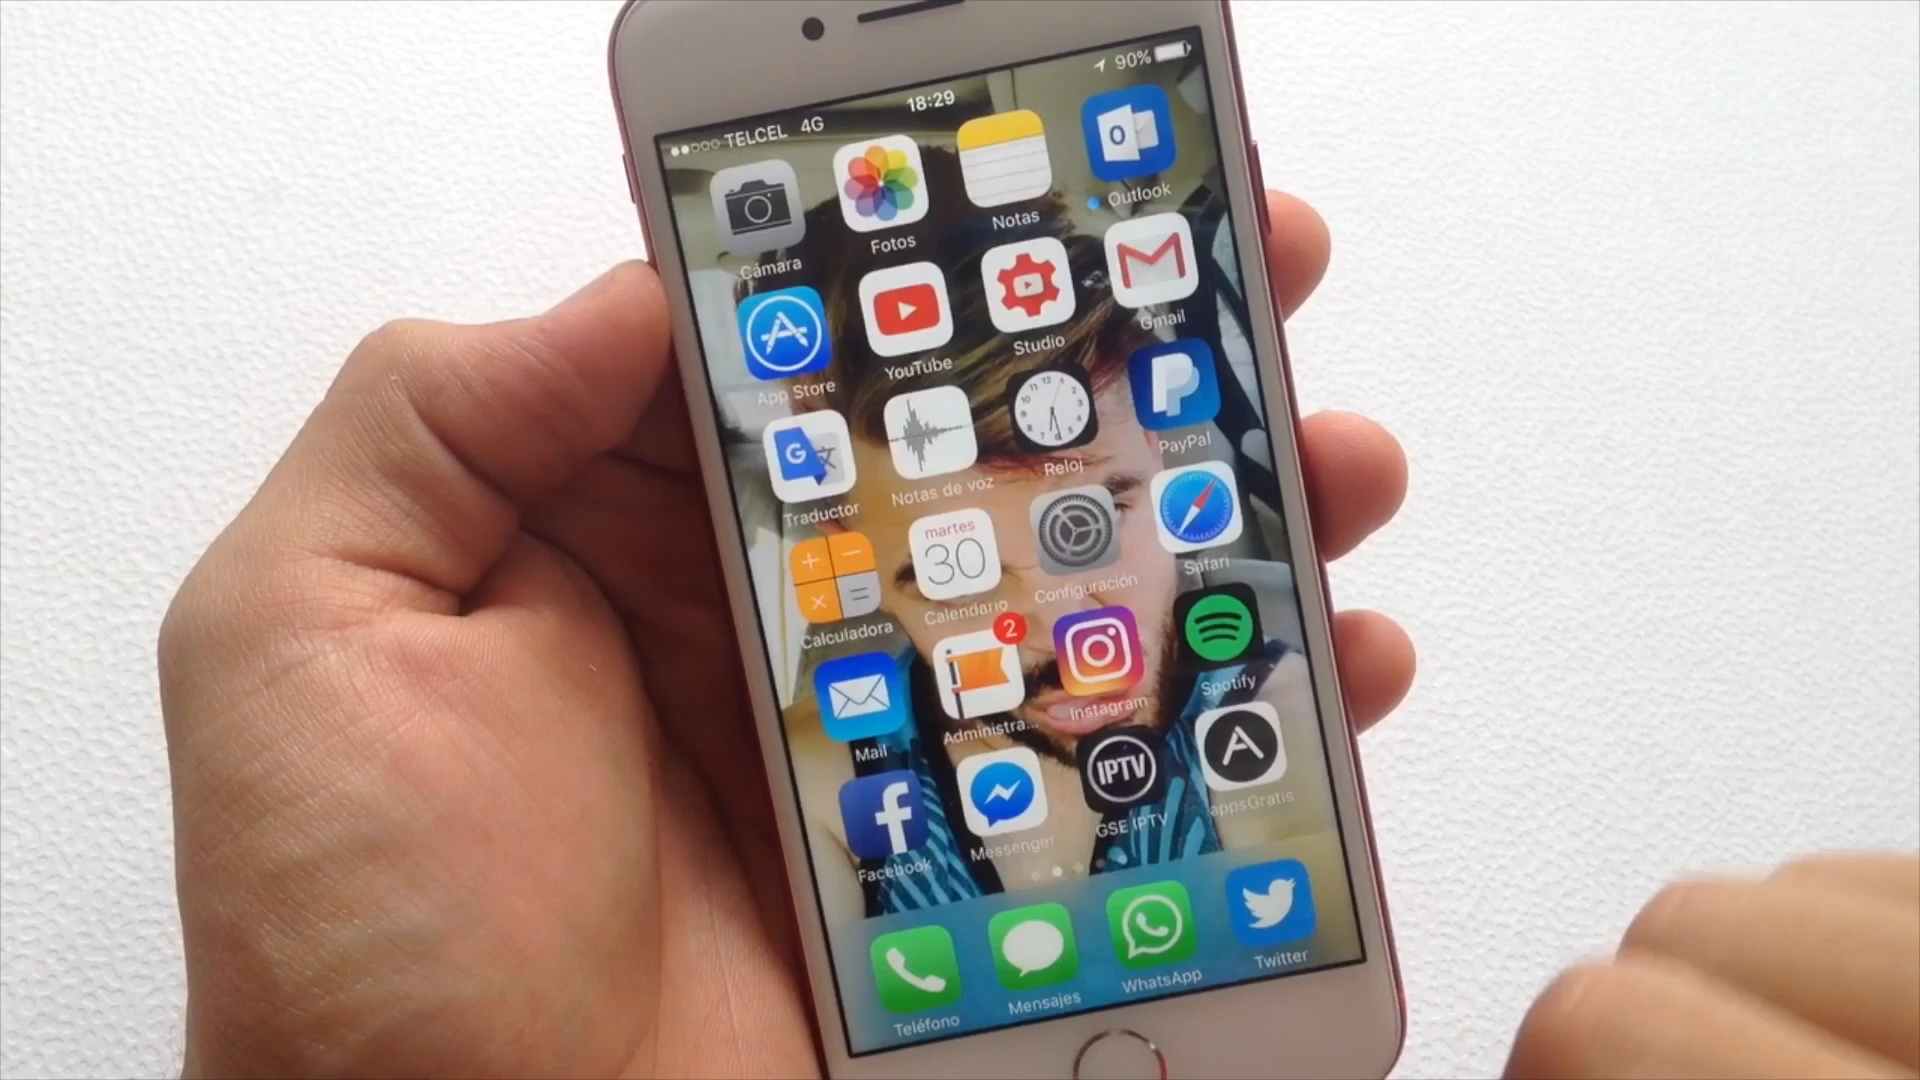 TELCEL 4G 18:29 90%
Cámara Fotos Notas Outlook
App Store YouTube Studio Gmail
Traductor Notas de voz Reloj PayPal
martes
30
Calculadora Calendario Configuración Safari
2
Mail Administra... Instagram Spotify
IPTV
Facebook Messenger GSE IPTV appsGratis
Teléfono Mensajes WhatsApp Twitter